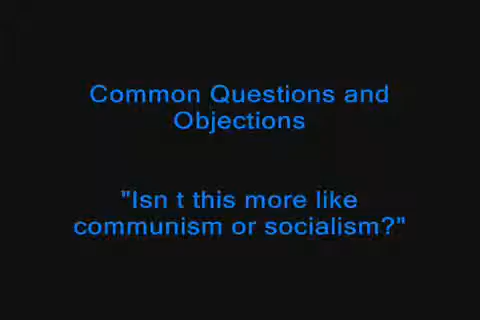 Common Questions and
Objections
"Isn t this more like
communism or socialism?"